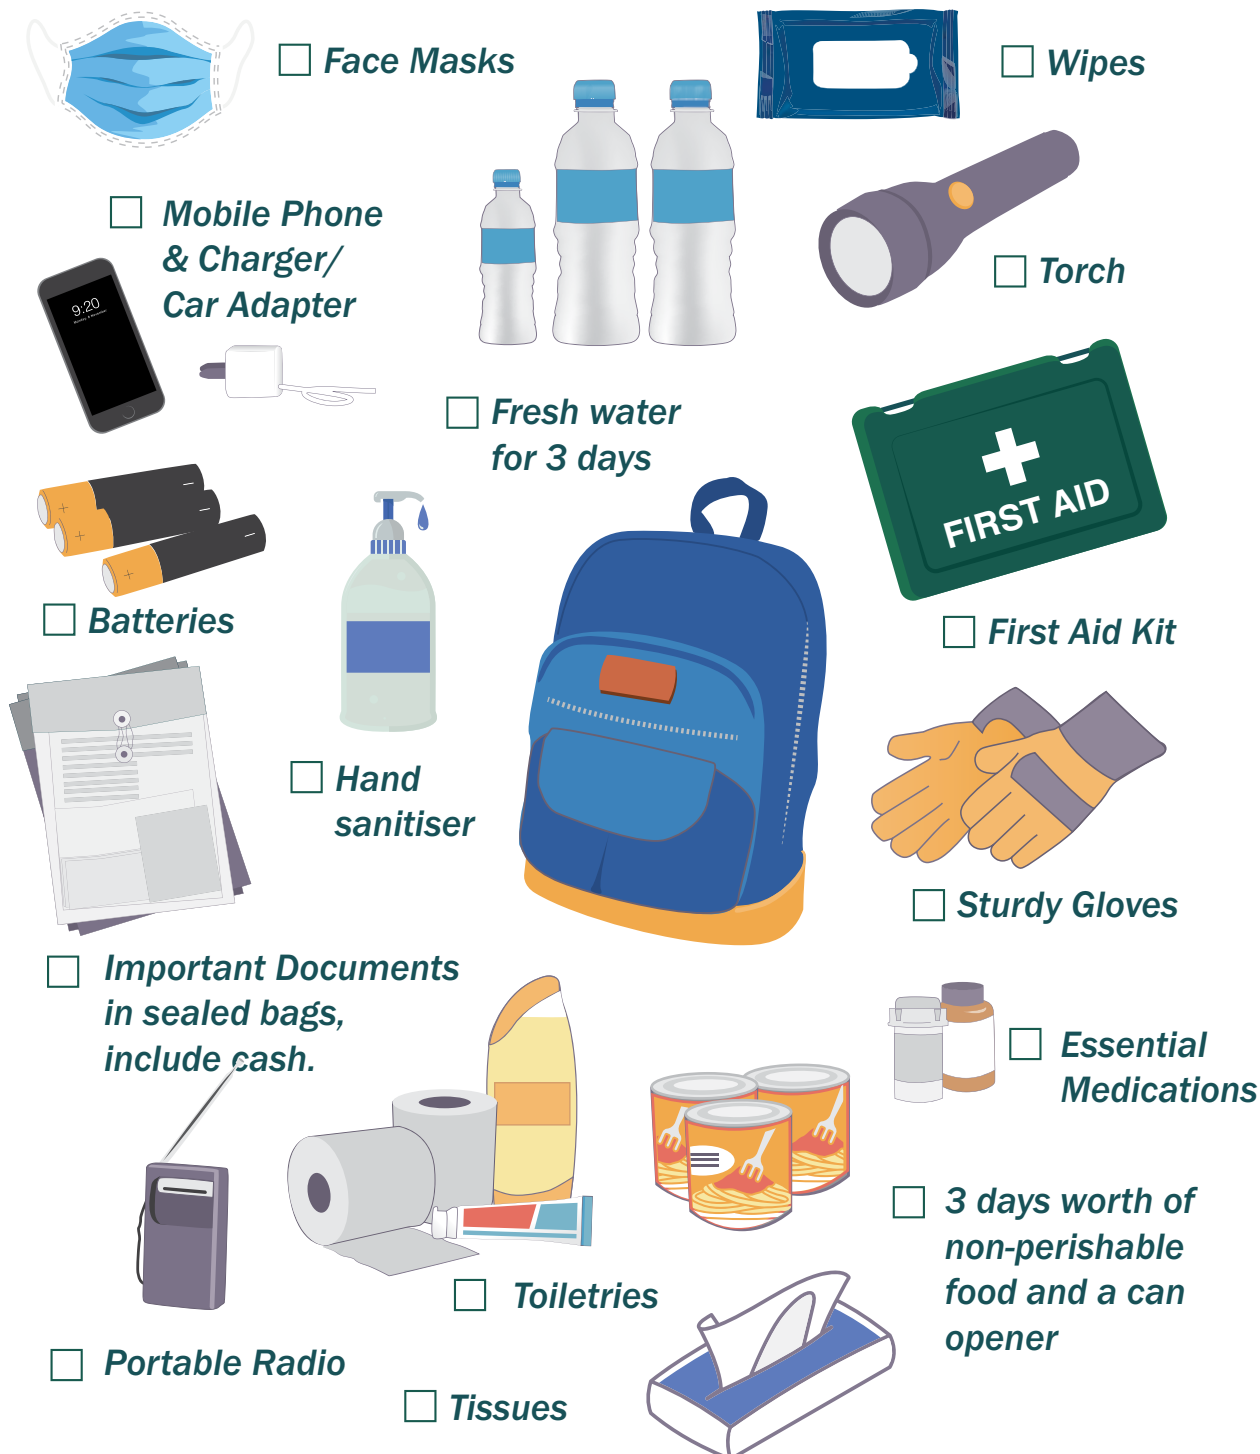 Face Masks
Wipes
Mobile Phone
& Charger/
Car Adapter
9:20
Torch
Fresh water
for 3 days
FIRST AID
Batteries
First Aid Kit
Hand
sanitiser
Sturdy Gloves
Important Documents
in sealed bags,
include cash.
Essential
Medications
3 days worth of
non-perishable
food and a can
opener
Toiletries
Portable Radio
Tissues